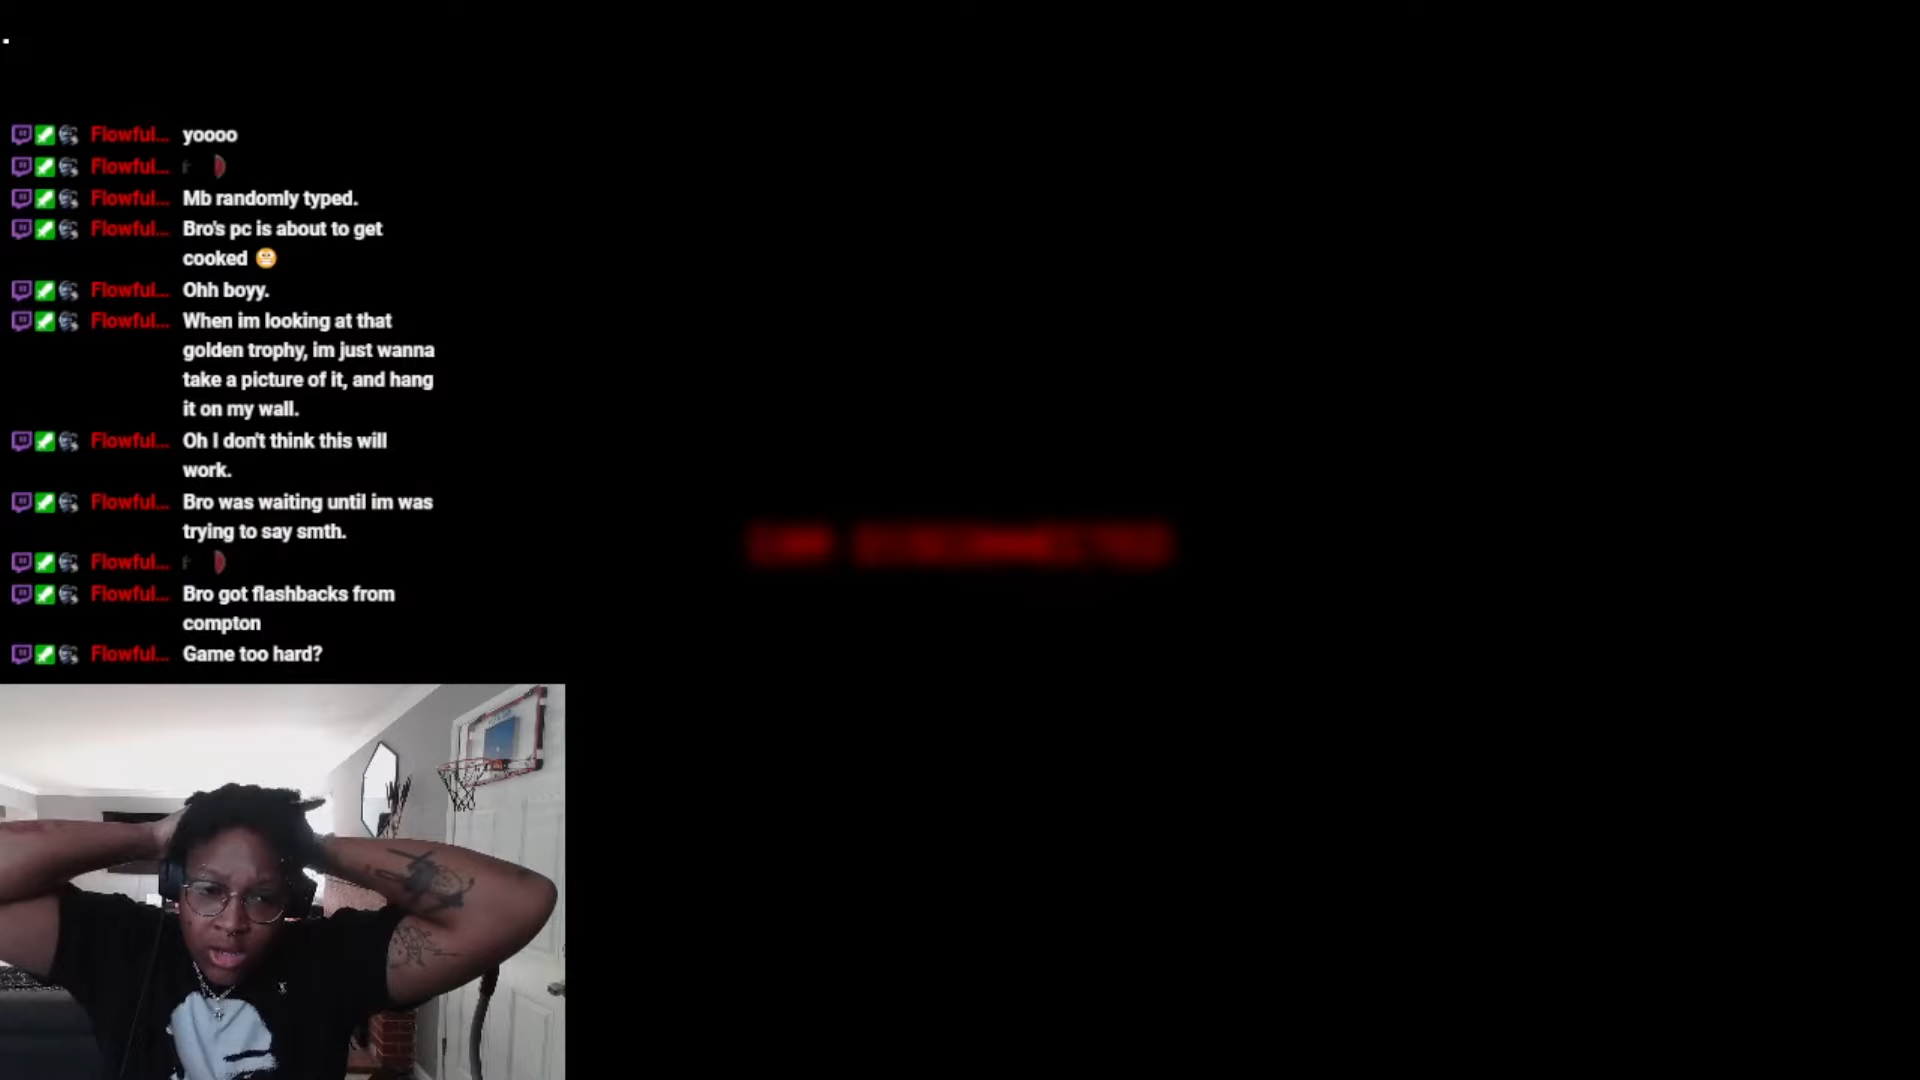 .
Flowful... yoooo
Flowful...
Flowful... Mb randomly typed.
Flowful... Bro's pc is about to get
cooked 😬
Flowful... Ohh boyy.
Flowful... When im looking at that
golden trophy, im just wanna
take a picture of it, and hang
it on my wall.
Flowful... Oh I don't think this will
work.
Flowful... Bro was waiting until im was
trying to say smth.
Flowful...
Flowful... Bro got flashbacks from
compton
Flowful... Game too hard?